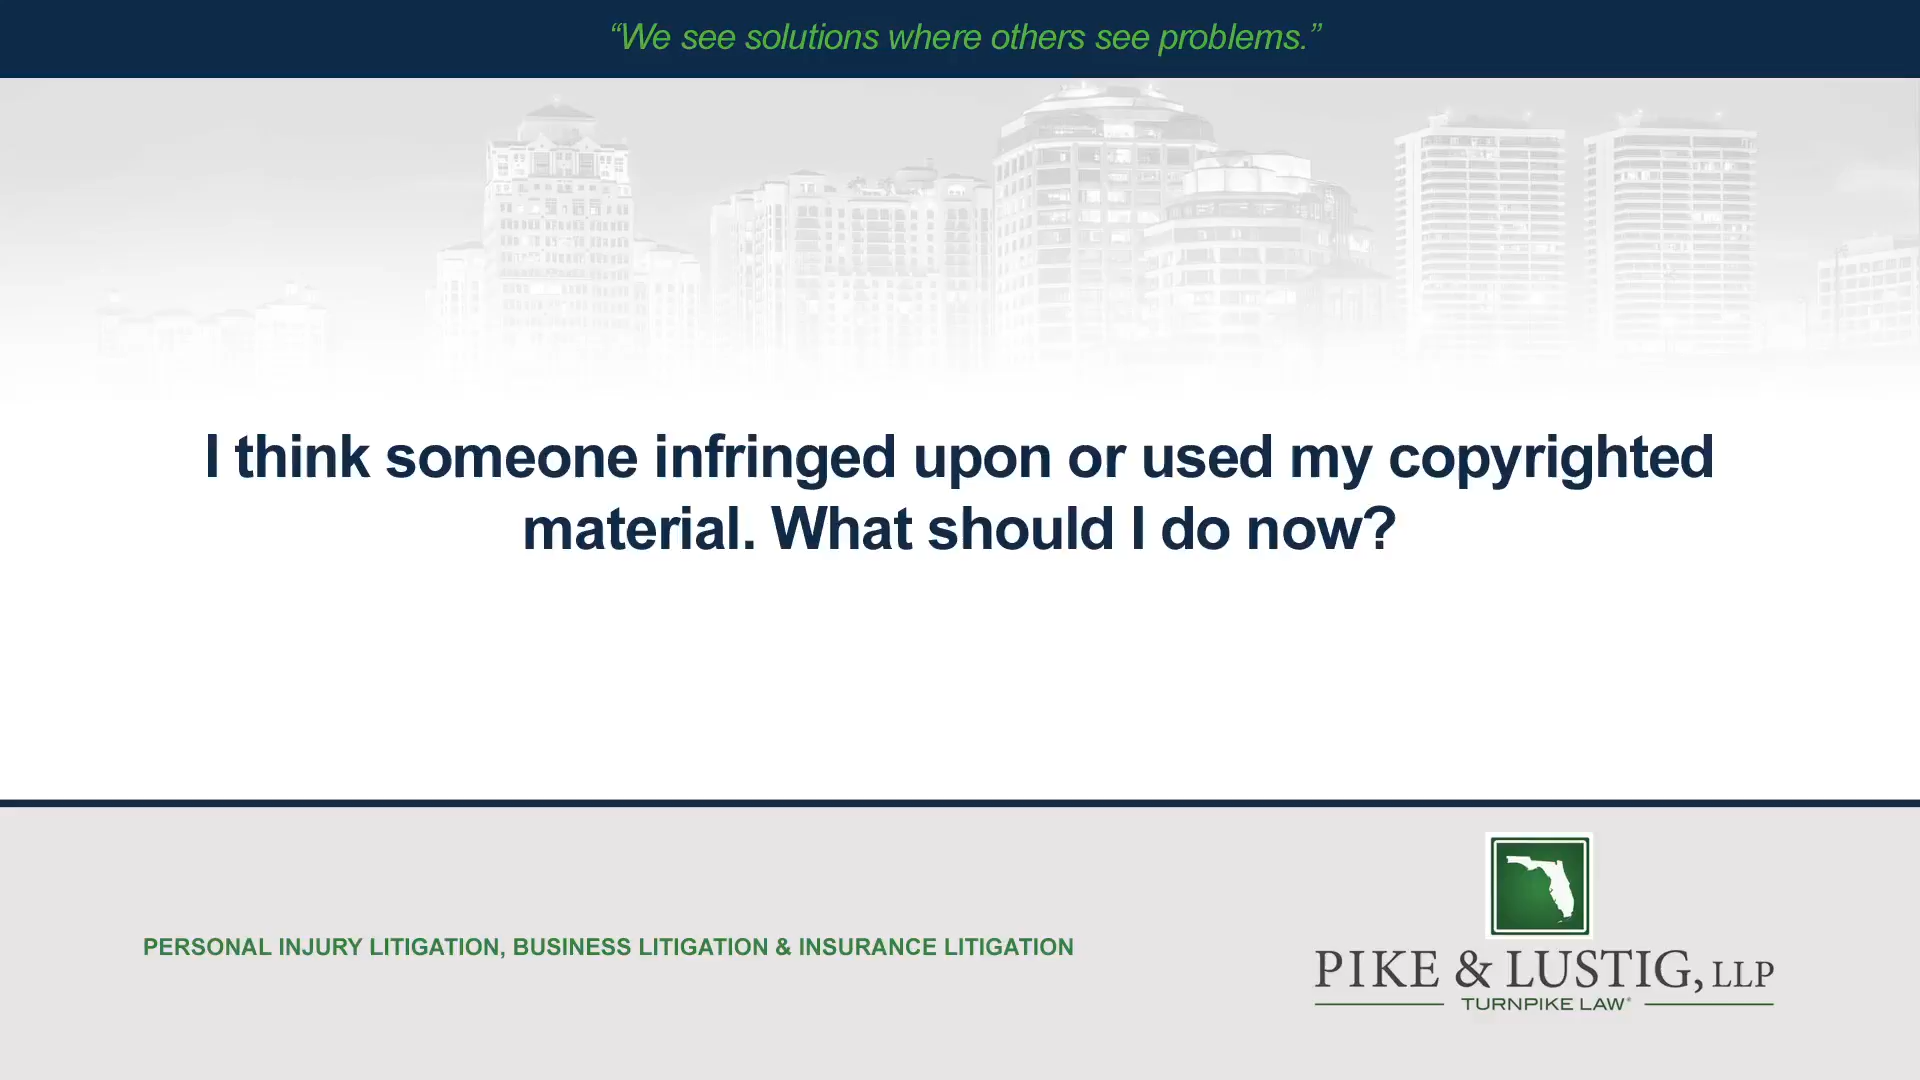 “We see solutions where others see problems.”
I think someone infringed upon or used my copyrighted
material. What should I do now?
PERSONAL INJURY LITIGATION, BUSINESS LITIGATION & INSURANCE LITIGATION
PIKE & LUSTIG, LLP
TURNPIKE LAW®